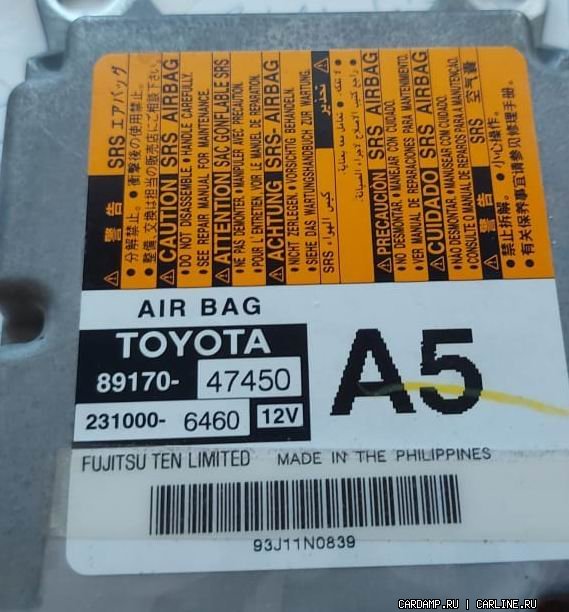 警告
SRS エアバッグ
• 分解禁止。 • 衝撃後の使用禁止。
• 整備、交換は担当の販売店にご相談下さい。
CAUTION SRS AIRBAG
• DO NOT DISASSEMBLE. • HANDLE CAREFULLY.
• SEE REPAIR MANUAL FOR MAINTENANCE.
ATTENTION SAC GONFLABLE SRS
• NE PAS DEMONTER. • MANIPULER AVEC PRECAUTION.
• POUR L'ENTRETIEN, VOIR LE MANUEL DE REPARATION.
ACHTUNG SRS-AIRBAG
• NICHT ZERLEGEN. • VORSICHTIG BEHANDELN.
• SIEHE DAS WARTUNGSHANDBUCH ZUR WARTUNG.
تحذير
كيس الهواء SRS
PRECAUCIÓN SRS AIRBAG
• NO DESMONTAR. • MANEJAR CON CUIDADO.
• VER MANUAL DE REPARACIONES PARA MANTENIMIENTO.
CUIDADO SRS AIRBAG
• NÃO DESMONTAR. • MANUSEAR COM CUIDADO.
• CONSULTE O MANUAL DE REPAROS PARA MANUTENÇÃO.
警告 SRS 空气囊
• 禁止拆解。 • 小心操作。
• 有关保养事宜请参见修理手册。
AIR BAG
TOYOTA
89170- 47450
231000- 6460 12V
A5
FUJITSU TEN LIMITED MADE IN THE PHILIPPINES
93J11N0839
CARDAMP.RU | CARLINE.RU